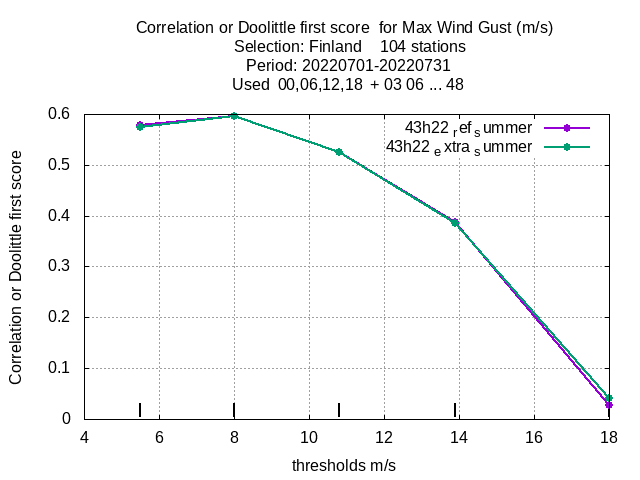 Correlation or Doolittle first score  for Max Wind Gust (m/s)
Selection: Finland    104 stations
Period: 20220701-20220731
Used  00,06,12,18  + 03 06 ... 48
43h22 ref summer
43h22 extra summer
Correlation or Doolittle first score
0.6
0.5
0.4
0.3
0.2
0.1
0
4 6 8 10 12 14 16 18
thresholds m/s